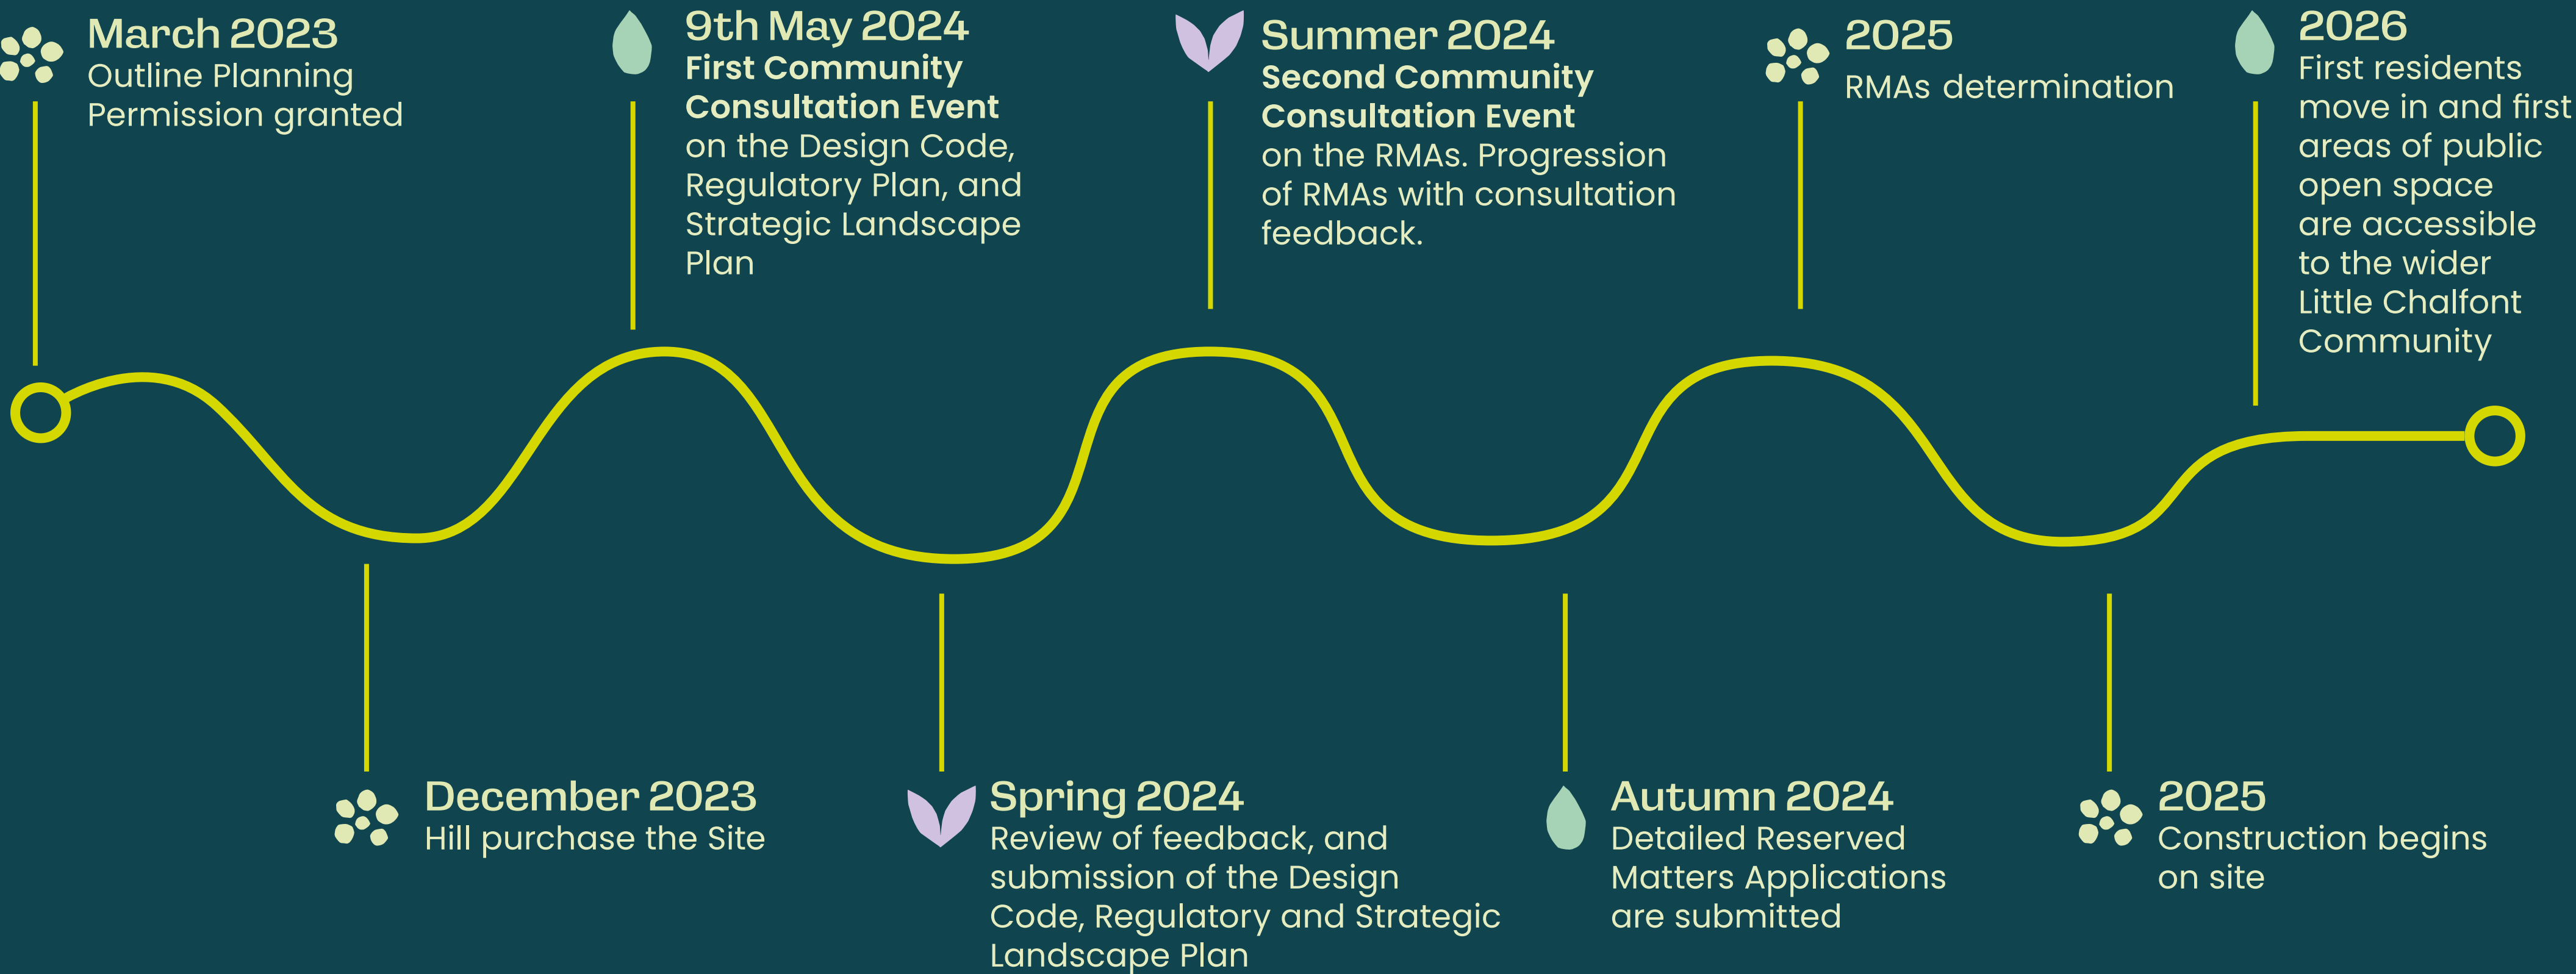 March 2023
Outline Planning
Permission granted
December 2023
Hill purchase the Site
9th May 2024
First Community
Consultation Event
on the Design Code,
Regulatory Plan, and
Strategic Landscape
Plan
Spring 2024
Review of feedback, and
submission of the Design
Code, Regulatory and Strategic
Landscape Plan
Summer 2024
Second Community
Consultation Event
on the RMAs. Progression
of RMAs with consultation
feedback.
Autumn 2024
Detailed Reserved
Matters Applications
are submitted
2025
RMAs determination
2025
Construction begins
on site
2026
First residents
move in and first
areas of public
open space
are accessible
to the wider
Little Chalfont
Community